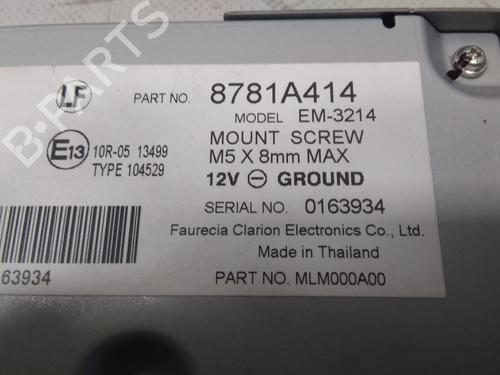 LF PART NO. 8781A414
MODEL EM-3214
MOUNT SCREW
M5 X 8mm MAX
E13 10R-05 13499
TYPE 104529
12V ⊖ GROUND
SERIAL NO. 0163934
Faurecia Clarion Electronics Co., Ltd.
Made in Thailand
63934
PART NO. MLM000A00
B-PARTS